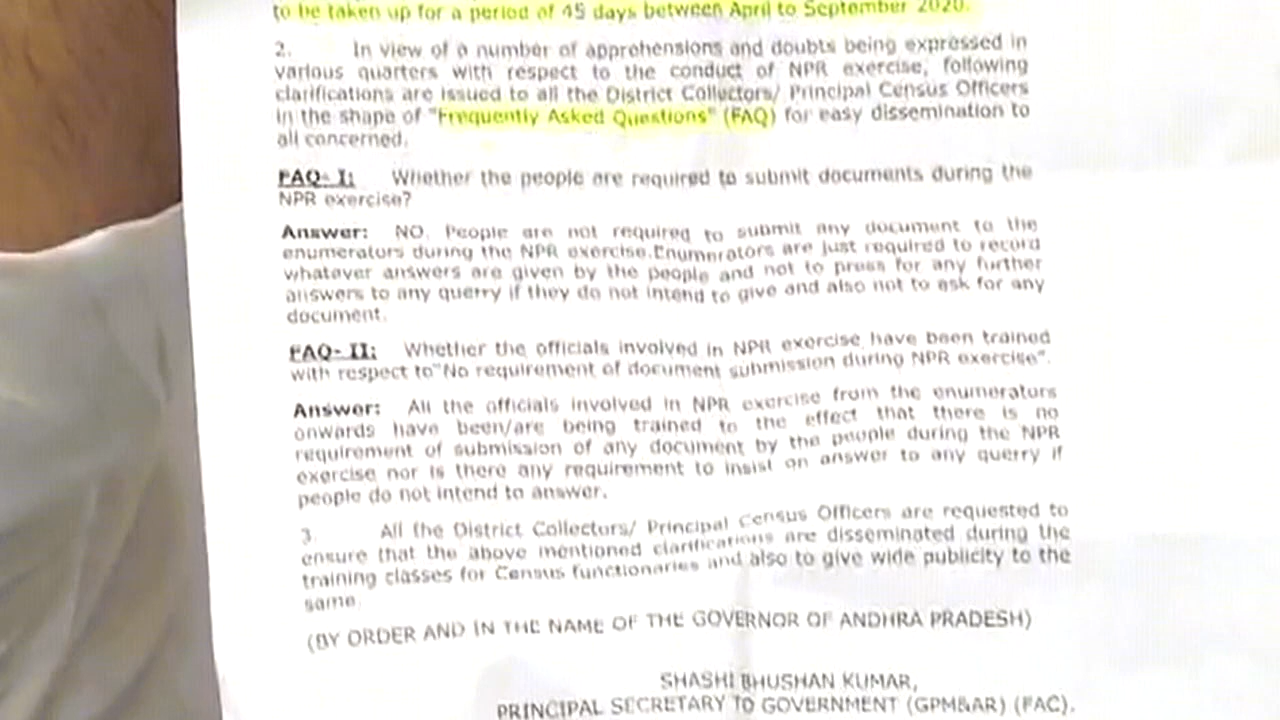 to be taken up for a period of 45 days between April to September 2020.
2. In view of a number of apprehensions and doubts being expressed in
various quarters with respect to the conduct of NPR exercise, following
clarifications are issued to all the District Collectors/ Principal Census Officers
in the shape of "Frequently Asked Questions" (FAQ) for easy dissemination to
all concerned.
FAQ- I: Whether the people are required to submit documents during the
NPR exercise?
Answer: NO. People are not required to submit any document to the
enumerators during the NPR exercise.Enumerators are just required to record
whatever answers are given by the people and not to press for any further
answers to any querry if they do not intend to give and also not to ask for any
document.
FAQ- II: Whether the officials involved in NPR exercise have been trained
with respect to"No requirement of document submission during NPR exercise".
Answer: All the officials involved in NPR exercise from the enumerators
onwards have been/are being trained to the effect that there is no
requirement of submission of any document by the people during the NPR
exercise nor is there any requirement to insist on answer to any querry if
people do not intend to answer.
3. All the District Collectors/ Principal Census Officers are requested to
ensure that the above mentioned clarifications are disseminated during the
training classes for Census functionaries and also to give wide publicity to the
same.
(BY ORDER AND IN THE NAME OF THE GOVERNOR OF ANDHRA PRADESH)
SHASHI BHUSHAN KUMAR,
PRINCIPAL SECRETARY TO GOVERNMENT (GPM&AR) (FAC).